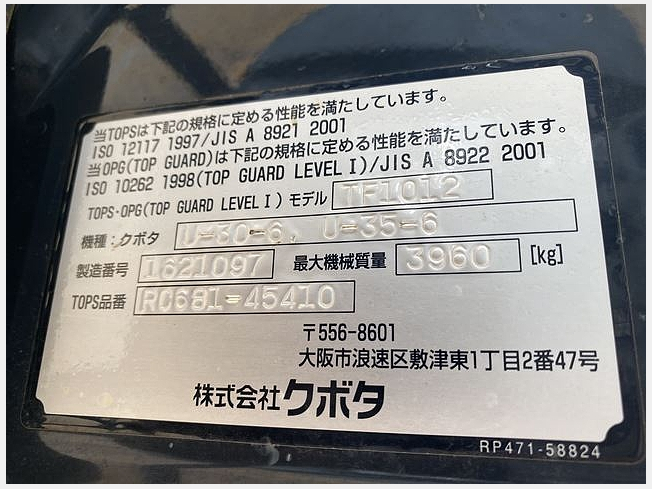 当TOPSは下記の規格に定める性能を満たしています。
ISO 12117 1997/JIS A 8921 2001
当OPG(TOP GUARD)は下記の規格に定める性能を満たしています。
ISO 10262 1998(TOP GUARD LEVELⅠ)/JIS A 8922 2001
TOPS・OPG(TOP GUARD LEVELⅠ) モデル TF1012
機種：クボタ U-30-6, U-35-6
製造番号 1621097 最大機械質量 3960 [kg]
TOPS品番 RC681-45410
〒556-8601
大阪市浪速区敷津東1丁目2番47号
株式会社クボタ
RP471-58824